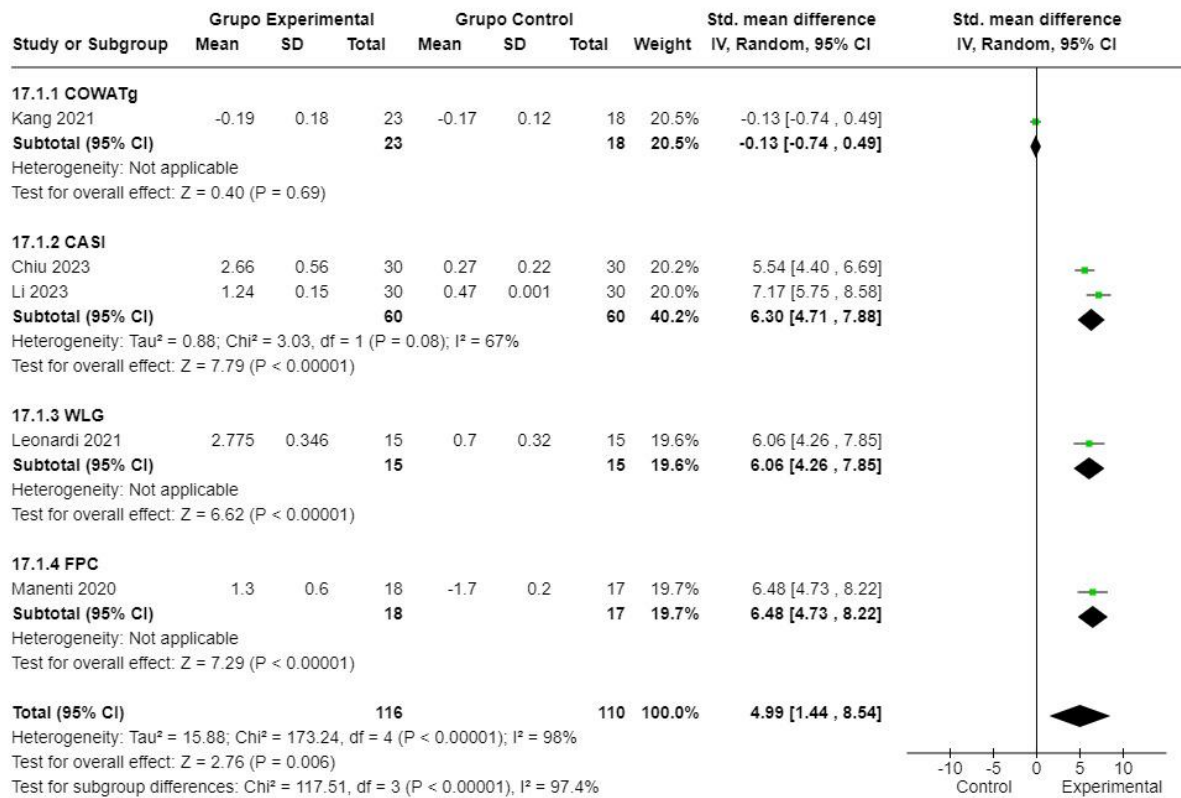 Grupo Experimental Grupo Control Std. mean difference Std. mean difference
Study or Subgroup Mean SD Total Mean SD Total Weight IV, Random, 95% CI IV, Random, 95% CI
17.1.1 COWATg
Kang 2021 -0.19 0.18 23 -0.17 0.12 18 20.5% -0.13 [-0.74 , 0.49]
Subtotal (95% CI) 23 18 20.5% -0.13 [-0.74 , 0.49]
Heterogeneity: Not applicable
Test for overall effect: Z = 0.40 (P = 0.69)
17.1.2 CASI
Chiu 2023 2.66 0.56 30 0.27 0.22 30 20.2% 5.54 [4.40 , 6.69]
Li 2023 1.24 0.15 30 0.47 0.001 30 20.0% 7.17 [5.75 , 8.58]
Subtotal (95% CI) 60 60 40.2% 6.30 [4.71 , 7.88]
Heterogeneity: Tau² = 0.88; Chi² = 3.03, df = 1 (P = 0.08); I² = 67%
Test for overall effect: Z = 7.79 (P < 0.00001)
17.1.3 WLG
Leonardi 2021 2.775 0.346 15 0.7 0.32 15 19.6% 6.06 [4.26 , 7.85]
Subtotal (95% CI) 15 15 19.6% 6.06 [4.26 , 7.85]
Heterogeneity: Not applicable
Test for overall effect: Z = 6.62 (P < 0.00001)
17.1.4 FPC
Manenti 2020 1.3 0.6 18 -1.7 0.2 17 19.7% 6.48 [4.73 , 8.22]
Subtotal (95% CI) 18 17 19.7% 6.48 [4.73 , 8.22]
Heterogeneity: Not applicable
Test for overall effect: Z = 7.29 (P < 0.00001)
Total (95% CI) 116 110 100.0% 4.99 [1.44 , 8.54]
Heterogeneity: Tau² = 15.88; Chi² = 173.24, df = 4 (P < 0.00001); I² = 98%
Test for overall effect: Z = 2.76 (P = 0.006)
Test for subgroup differences: Chi² = 117.51, df = 3 (P < 0.00001), I² = 97.4%
-10 -5 0 5 10
Control Experimental